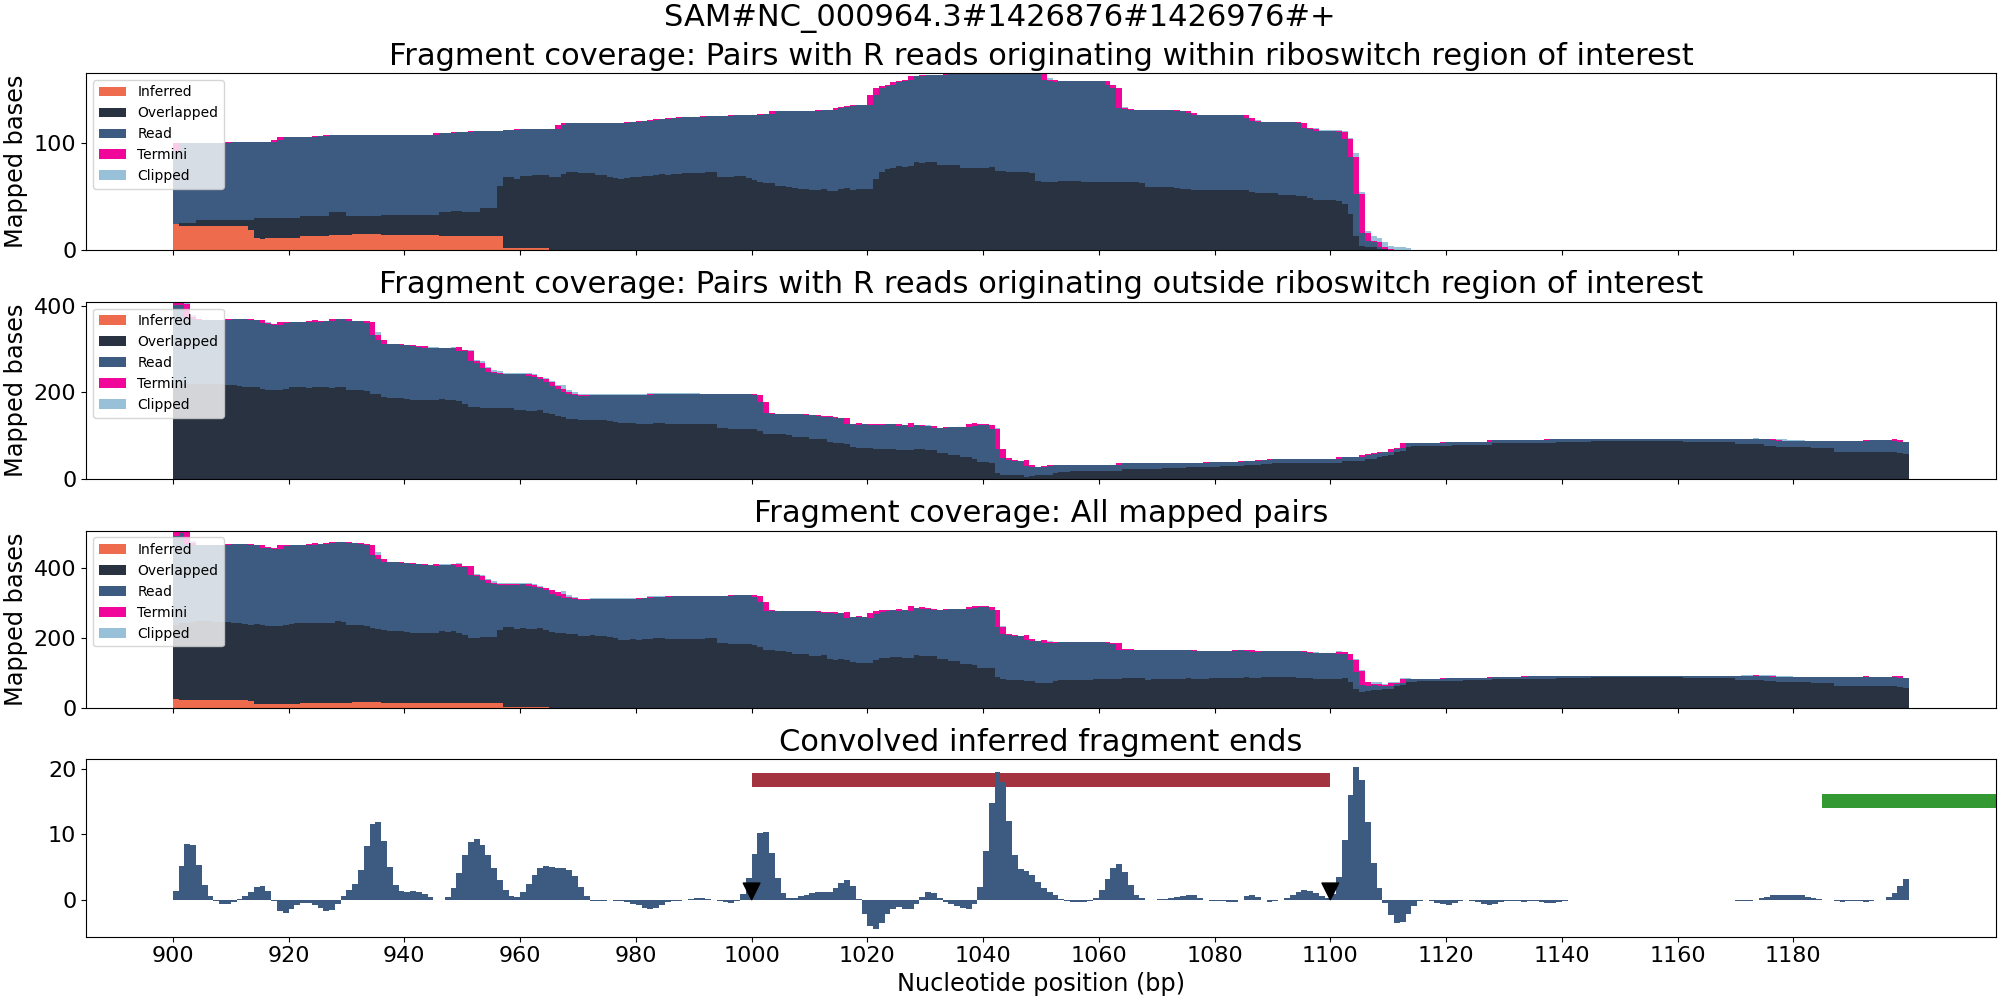 SAM#NC_000964.3#1426876#1426976#+
Fragment coverage: Pairs with R reads originating within riboswitch region of interest
Mapped bases
100
0
Inferred
Overlapped
Read
Termini
Clipped
Fragment coverage: Pairs with R reads originating outside riboswitch region of interest
Mapped bases
400
200
0
Inferred
Overlapped
Read
Termini
Clipped
Fragment coverage: All mapped pairs
Mapped bases
400
200
0
Inferred
Overlapped
Read
Termini
Clipped
Convolved inferred fragment ends
20
10
0
900 920 940 960 980 1000 1020 1040 1060 1080 1100 1120 1140 1160 1180
Nucleotide position (bp)